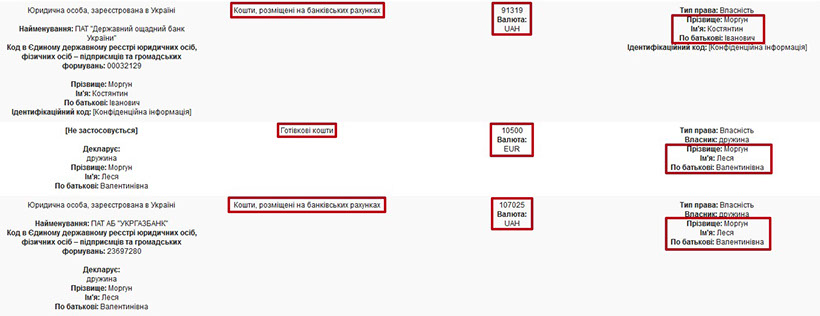 Юридична особа, зареєстрована в Україні
Найменування: ПАТ "Державний ощадний банк
України"
Код в Єдиному державному реєстрі юридичних осіб,
фізичних осіб – підприємців та громадських
формувань: 00032129
Прізвище: Моргун
Ім'я: Костянтин
По батькові: Іванович
Ідентифікаційний код: [Конфіденційна інформація]
Кошти, розміщені на банківських рахунках
91319
Валюта:
UAH
Тип права: Власність
Прізвище: Моргун
Ім'я: Костянтин
По батькові: Іванович
Ідентифікаційний код: [Конфіденційна інформація]
[Не застосовується]
Декларує:
дружина
Прізвище: Моргун
Ім'я: Леся
По батькові: Валентинівна
Готівкові кошти
10500
Валюта:
EUR
Тип права: Власність
Власник: дружина
Прізвище: Моргун
Ім'я: Леся
По батькові: Валентинівна
Юридична особа, зареєстрована в Україні
Найменування: ПАТ АБ "УКРГАЗБАНК"
Код в Єдиному державному реєстрі юридичних осіб,
фізичних осіб – підприємців та громадських
формувань: 23697280
Декларує:
дружина
Прізвище: Моргун
Ім'я: Леся
По батькові: Валентинівна
Кошти, розміщені на банківських рахунках
107025
Валюта:
UAH
Тип права: Власність
Власник: дружина
Прізвище: Моргун
Ім'я: Леся
По батькові: Валентинівна